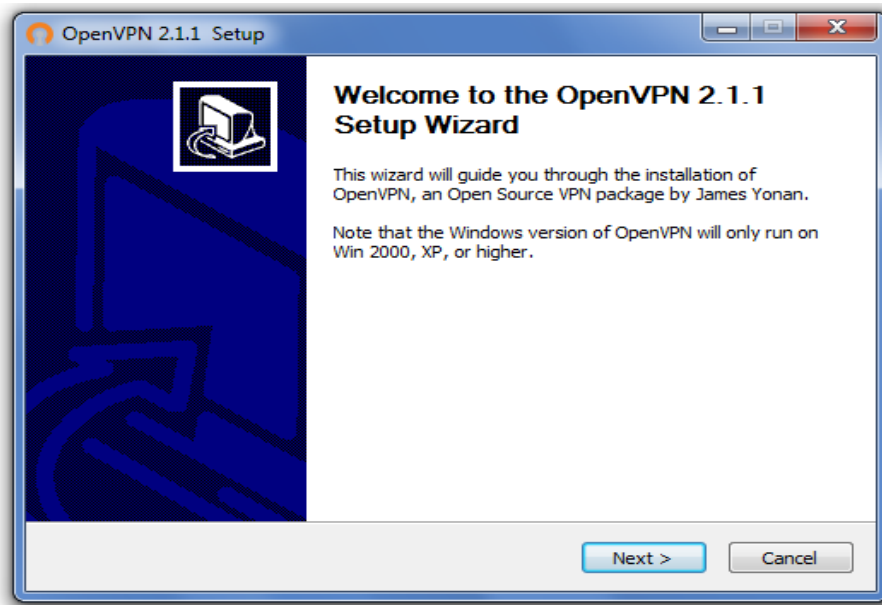 OpenVPN 2.1.1 Setup
Welcome to the OpenVPN 2.1.1
Setup Wizard
This wizard will guide you through the installation of
OpenVPN, an Open Source VPN package by James Yonan.
Note that the Windows version of OpenVPN will only run on
Win 2000, XP, or higher.
Next >
Cancel